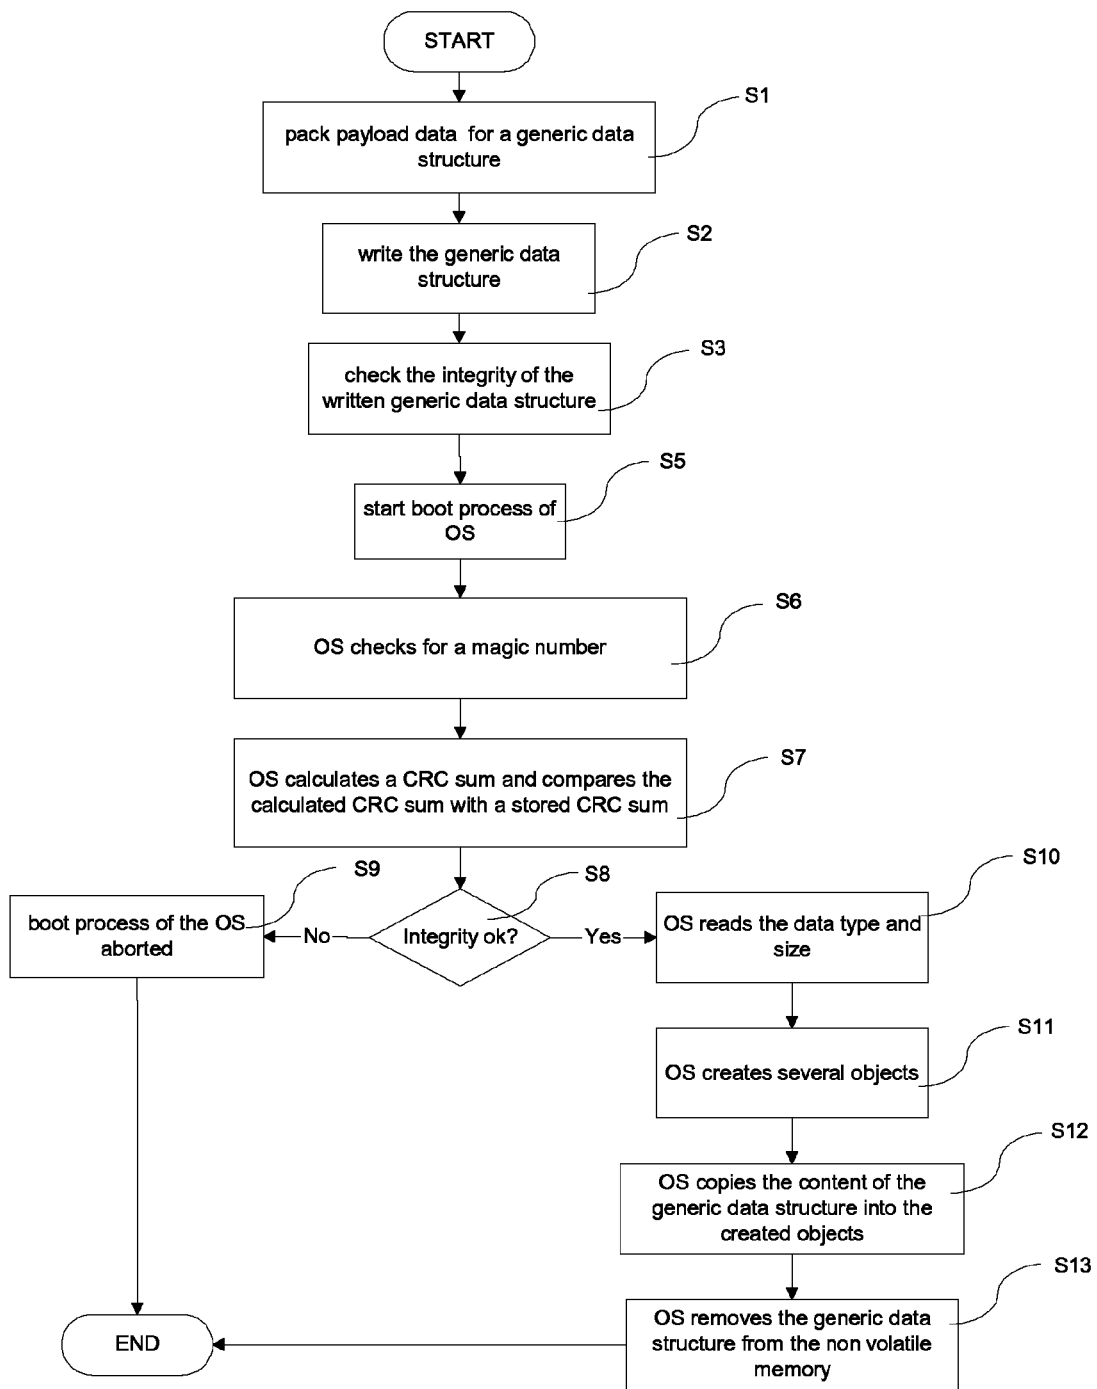 START
S1
pack payload data for a generic data
structure
S2
write the generic data
structure
S3
check the integrity of the
written generic data structure
S5
start boot process of
OS
S6
OS checks for a magic number
S7
OS calculates a CRC sum and compares the
calculated CRC sum with a stored CRC sum
S9
S8
S10
boot process of the OS
aborted
No
Integrity ok?
Yes
OS reads the data type and
size
S11
OS creates several objects
S12
OS copies the content of the
generic data structure into the
created objects
S13
OS removes the generic data
structure from the non volatile
memory
END